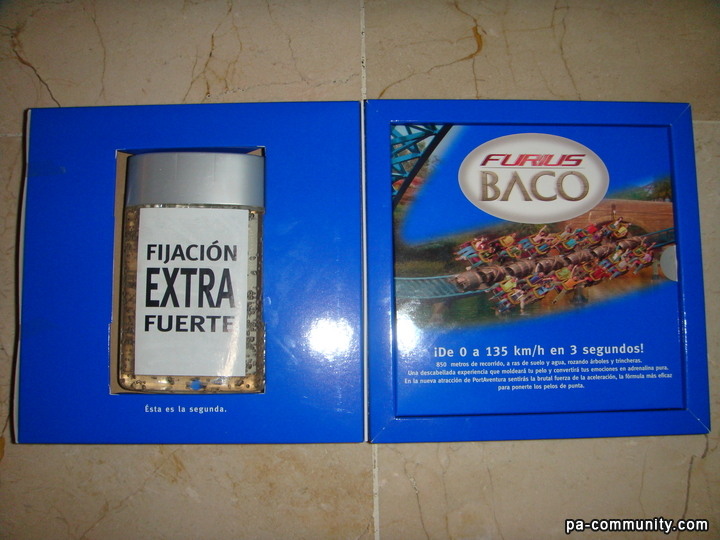 FIJACIÓN
EXTRA
FUERTE
Ésta es la segunda.
FURIUS
BACO
¡De 0 a 135 km/h en 3 segundos!
850 metros de recorrido, a ras de suelo y agua, rozando árboles y trincheras.
Una descabellada experiencia que moldeará tu pelo y convertirá tus emociones en adrenalina pura.
En la nueva atracción de PortAventura sentirás la brutal fuerza de la aceleración, la fórmula más eficaz
para ponerte los pelos de punta.
pa-community.com